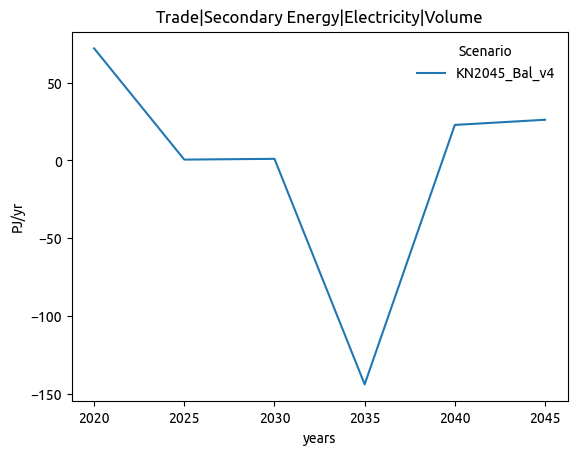 Trade|Secondary Energy|Electricity|Volume
Scenario
KN2045_Bal_v4
PJ/yr
50
0
−50
−100
−150
2020 2025 2030 2035 2040 2045
years